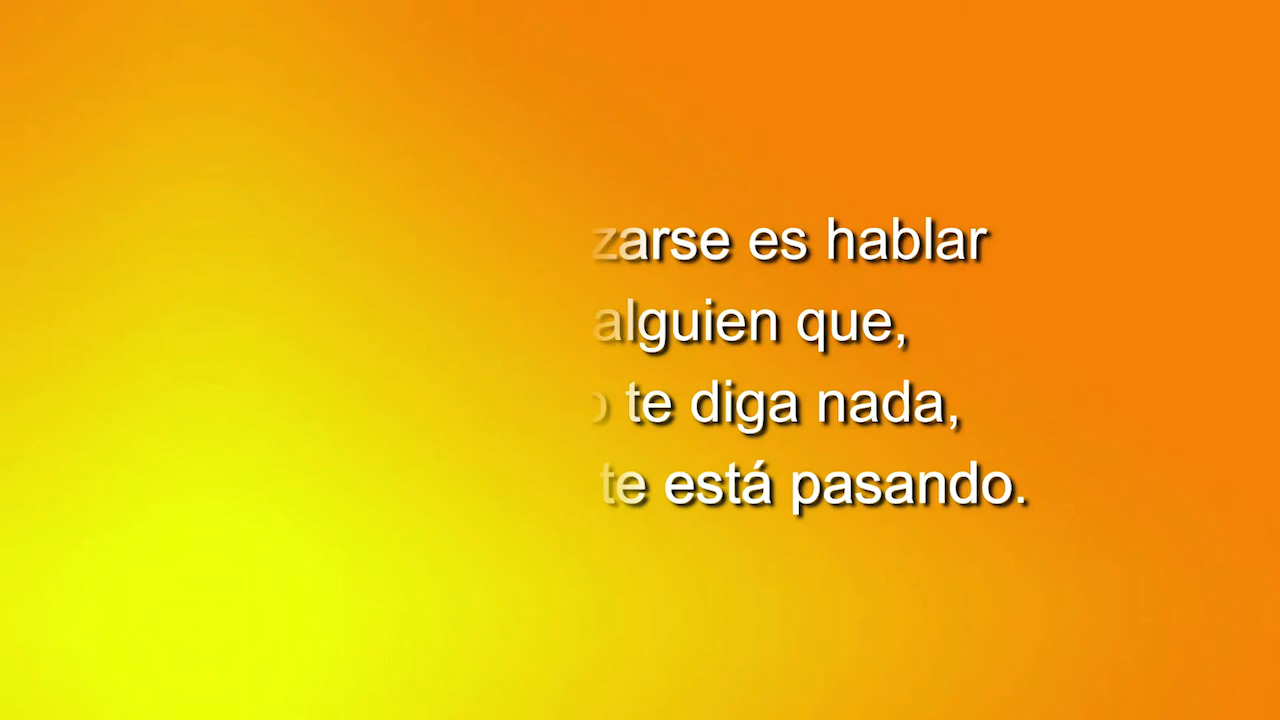 zarse es hablar
alguien que,
o te diga nada,
te está pasando.